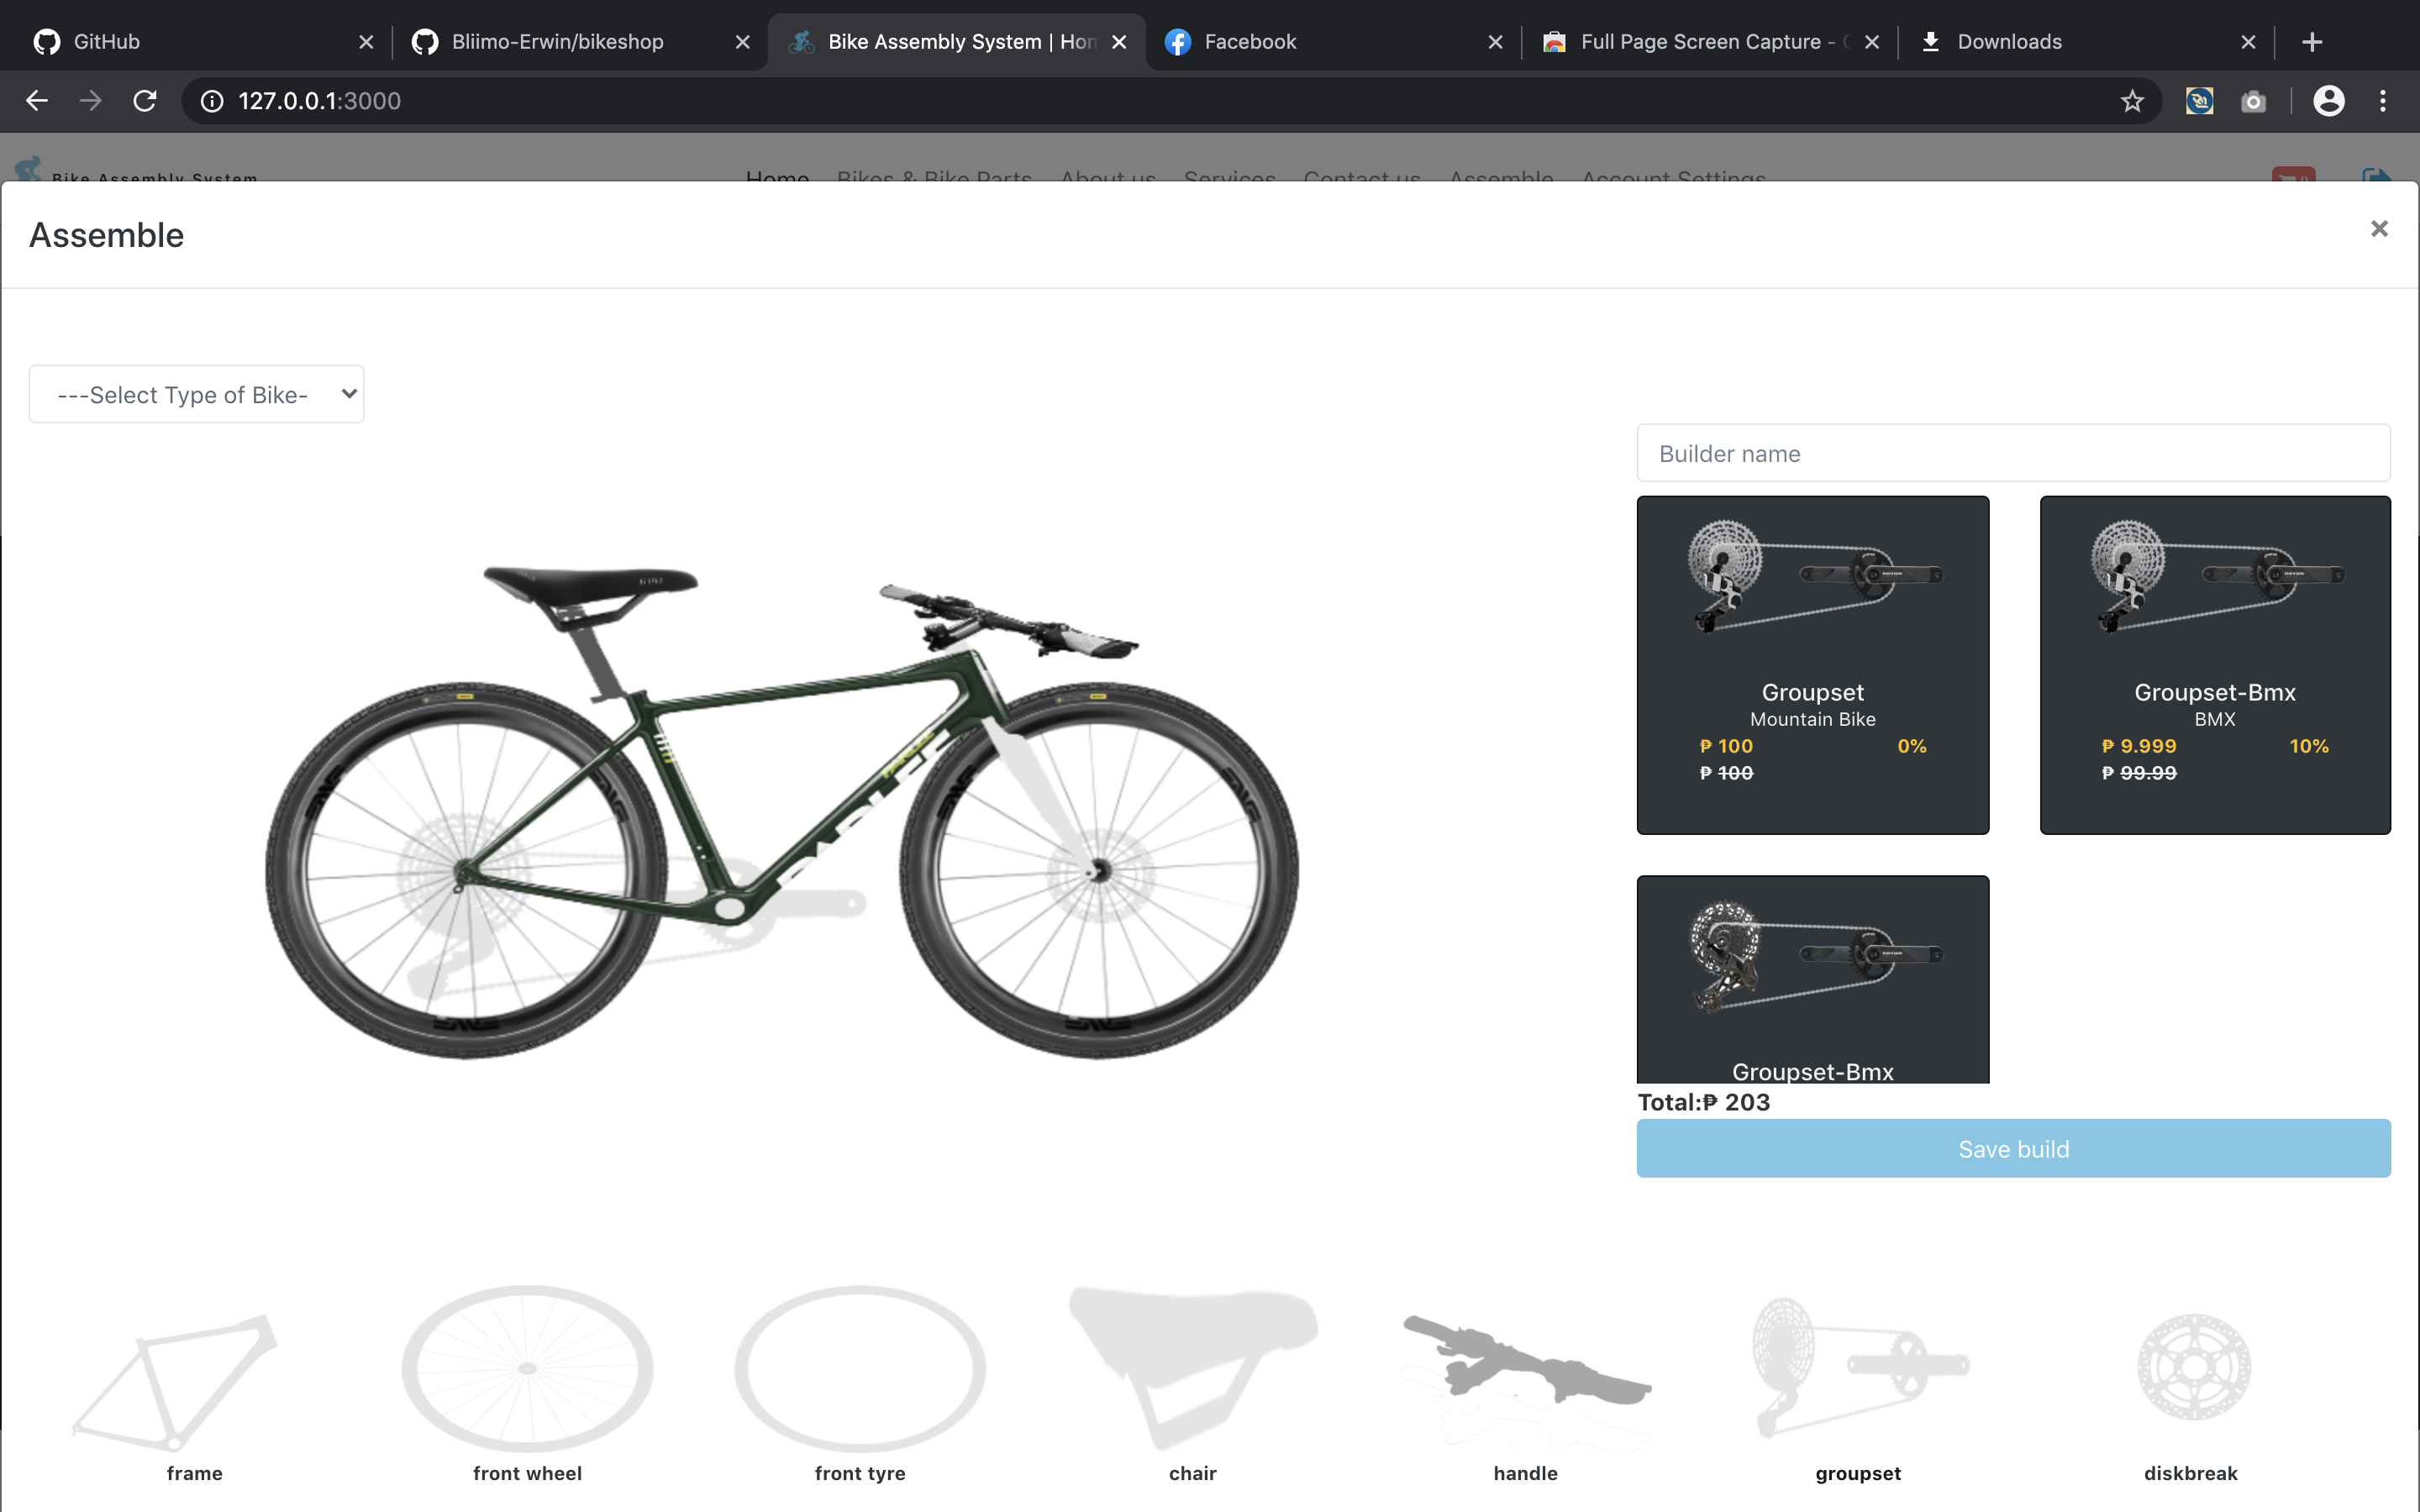 GitHub
Bliimo-Erwin/bikeshop
Bike Assembly System | Hom
Facebook
Full Page Screen Capture - C
Downloads
127.0.0.1:3000
Bike Assembly System
Home
Bikes & Bike Parts
About us
Services
Contact us
Assemble
Account Settings
0
Assemble
×
---Select Type of Bike-
Builder name
Groupset
Mountain Bike
₱ 100
0%
₱ 100
Groupset-Bmx
BMX
₱ 9.999
10%
₱ 99.99
Groupset-Bmx
Total:₱ 203
Save build
frame
front wheel
front tyre
chair
handle
groupset
diskbreak